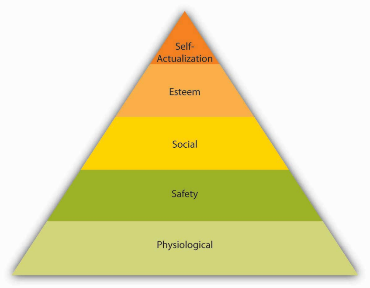 Self-
Actualization
Esteem
Social
Safety
Physiological